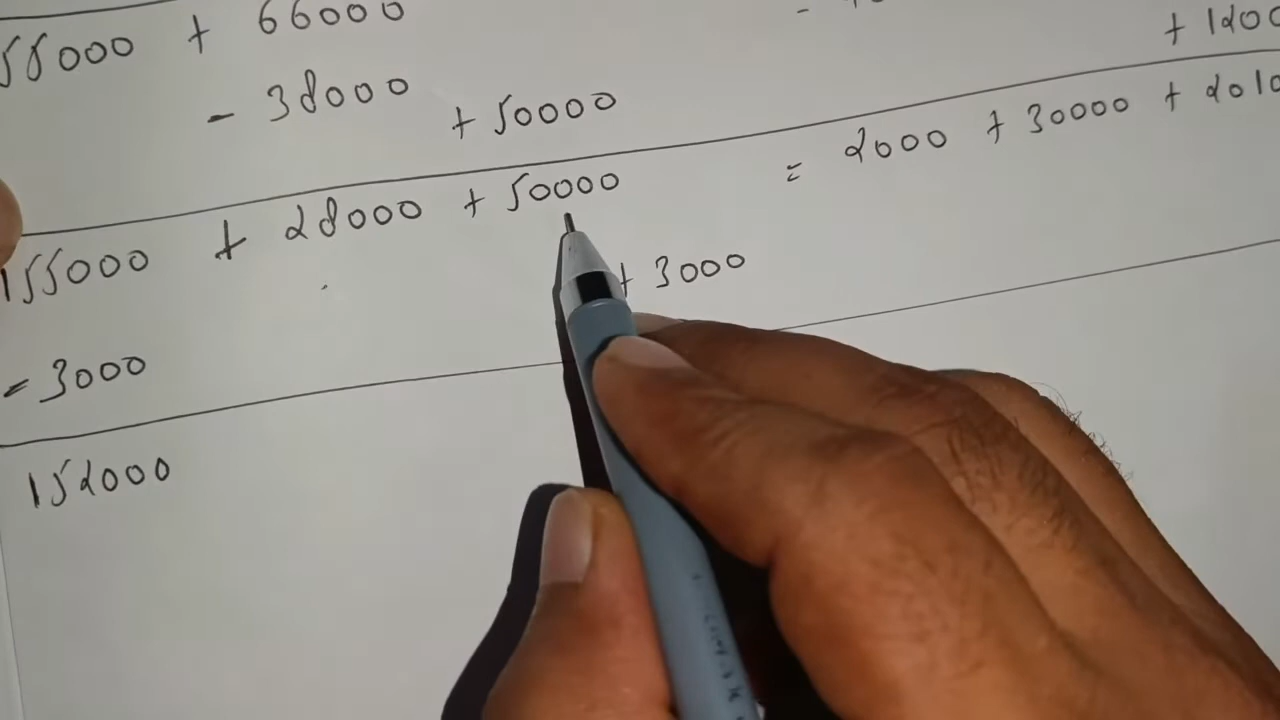 55000 + 66000
+ 1200
- 38000 + 50000
155000 + 28000 + 50000 = 2000 + 30000 + 2010
- 3000 + 3000
152000